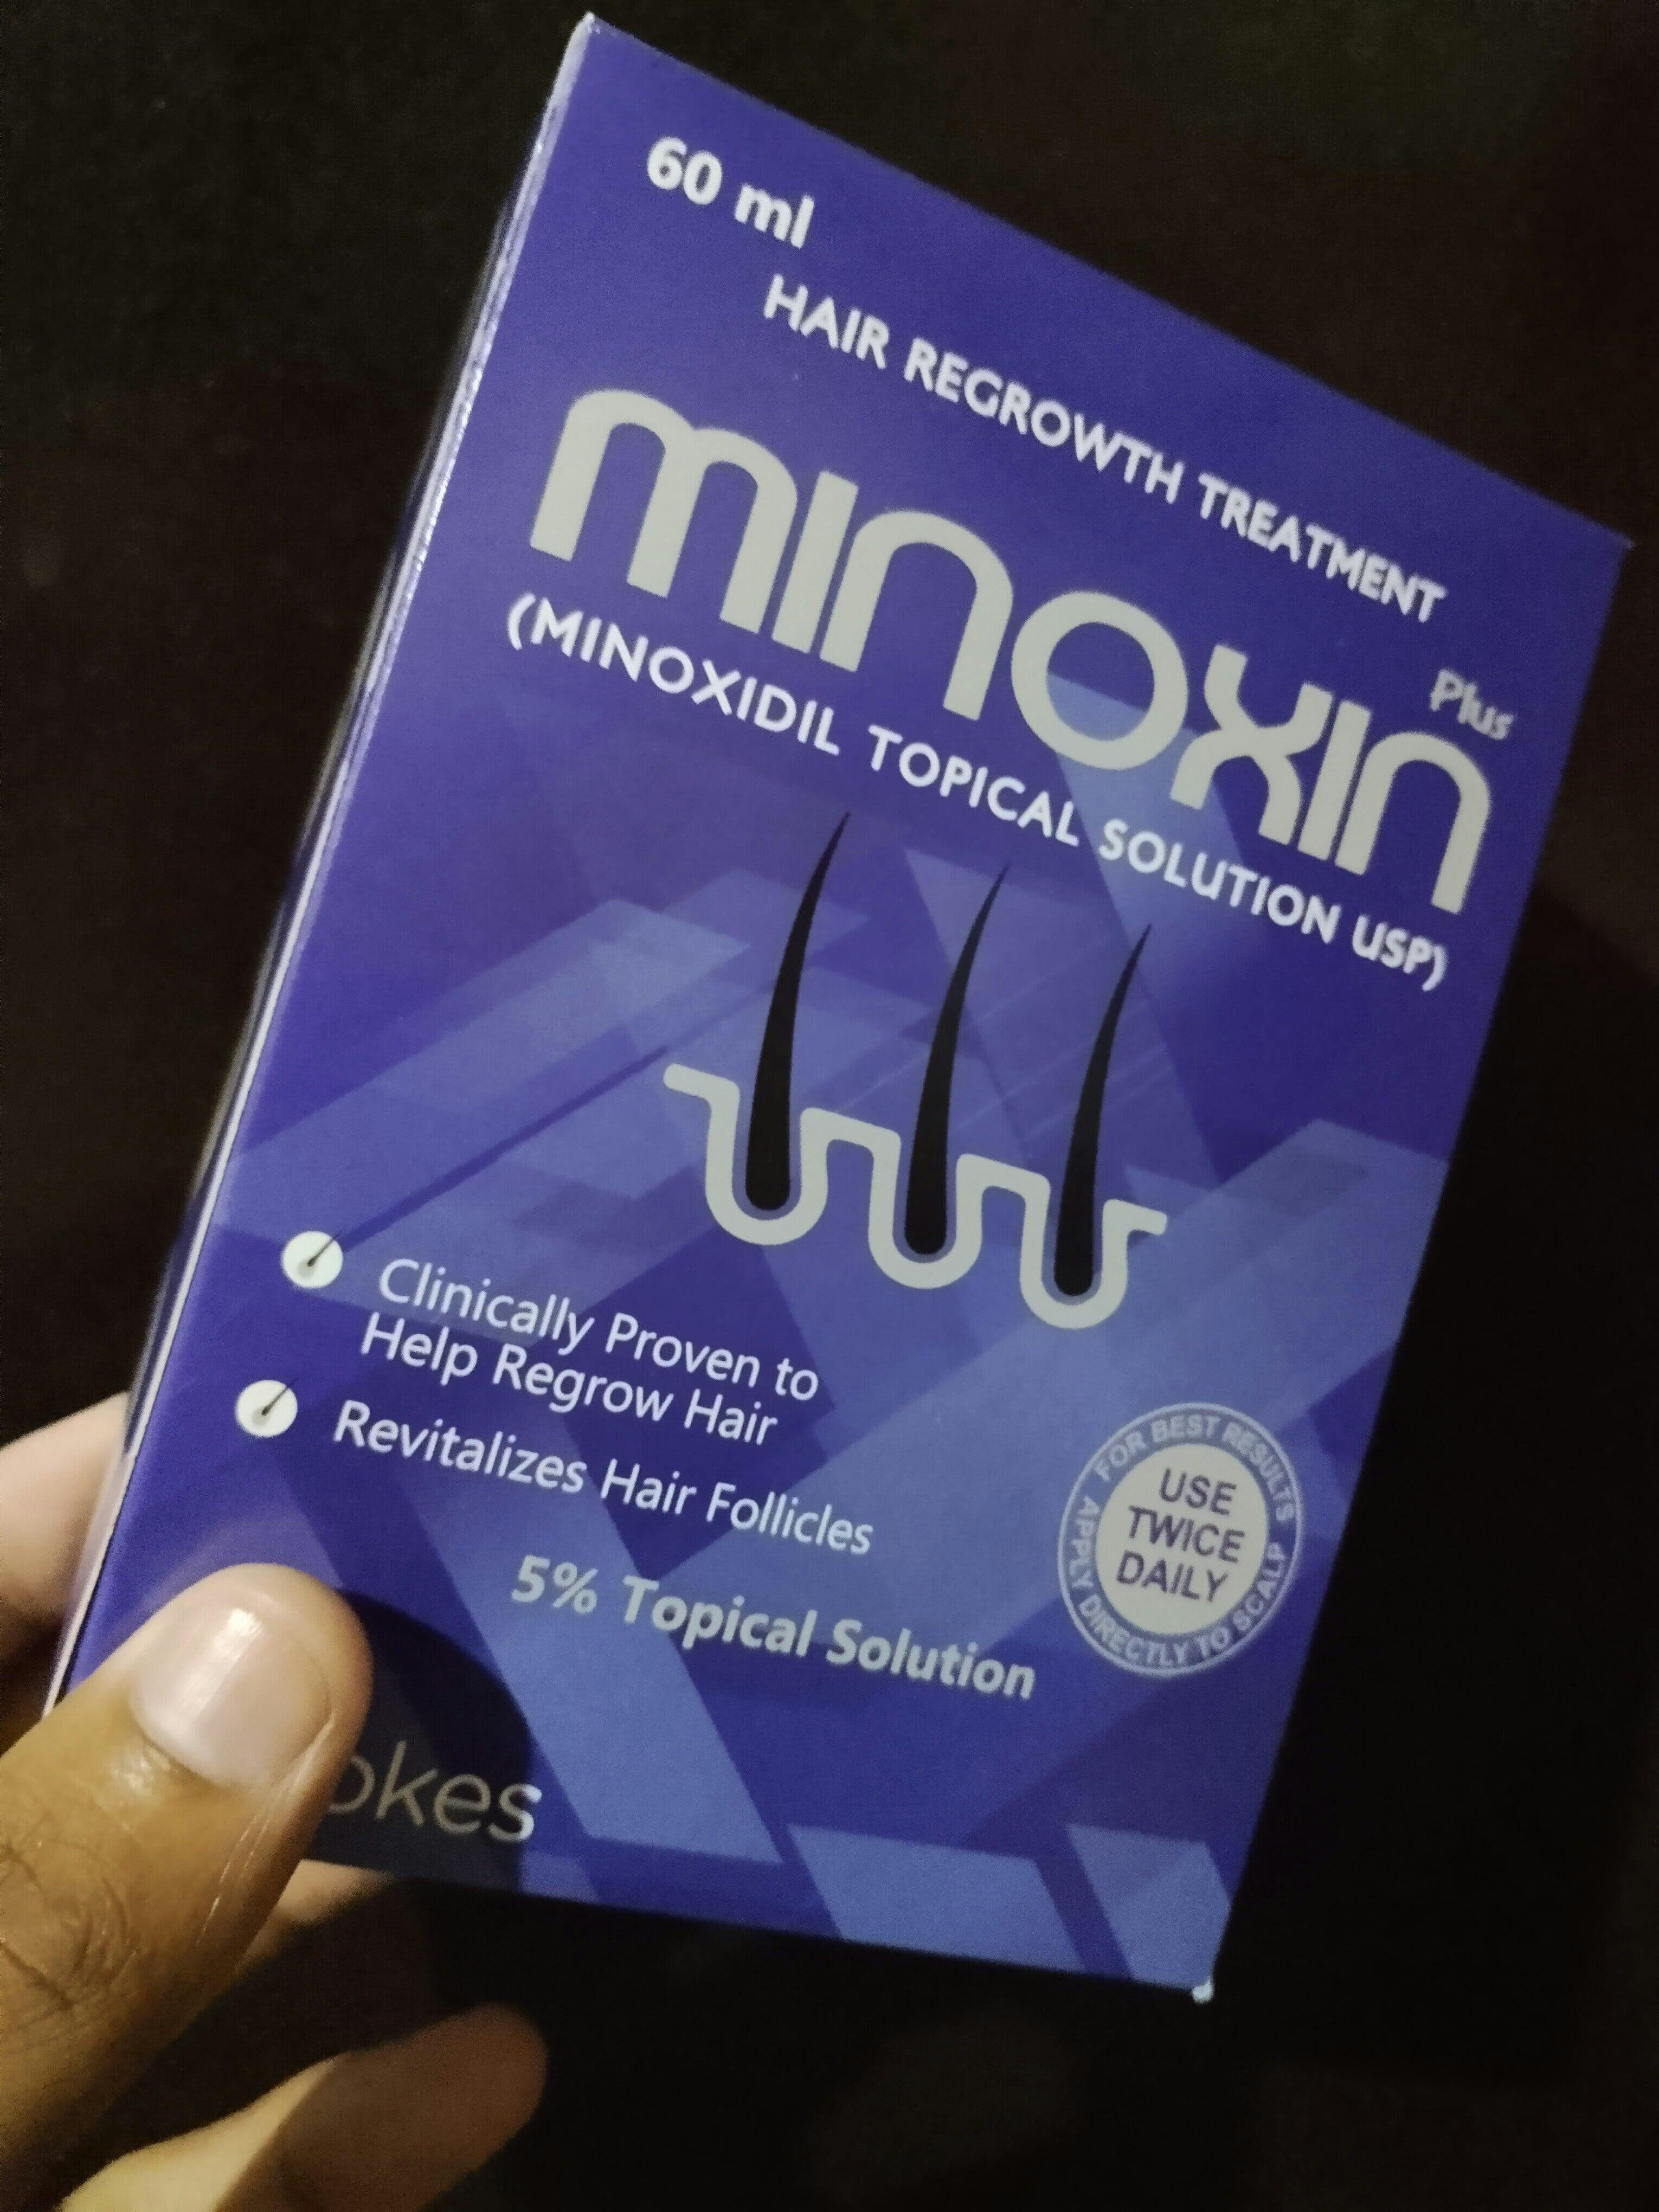 60 ml
HAIR REGROWTH TREATMENT
minoxin Plus
(MINOXIDIL TOPICAL SOLUTION USP)
Clinically Proven to
Help Regrow Hair
Revitalizes Hair Follicles
5% Topical Solution
FOR BEST RESULTS
USE
TWICE
DAILY
APPLY DIRECTLY TO SCALP
okes